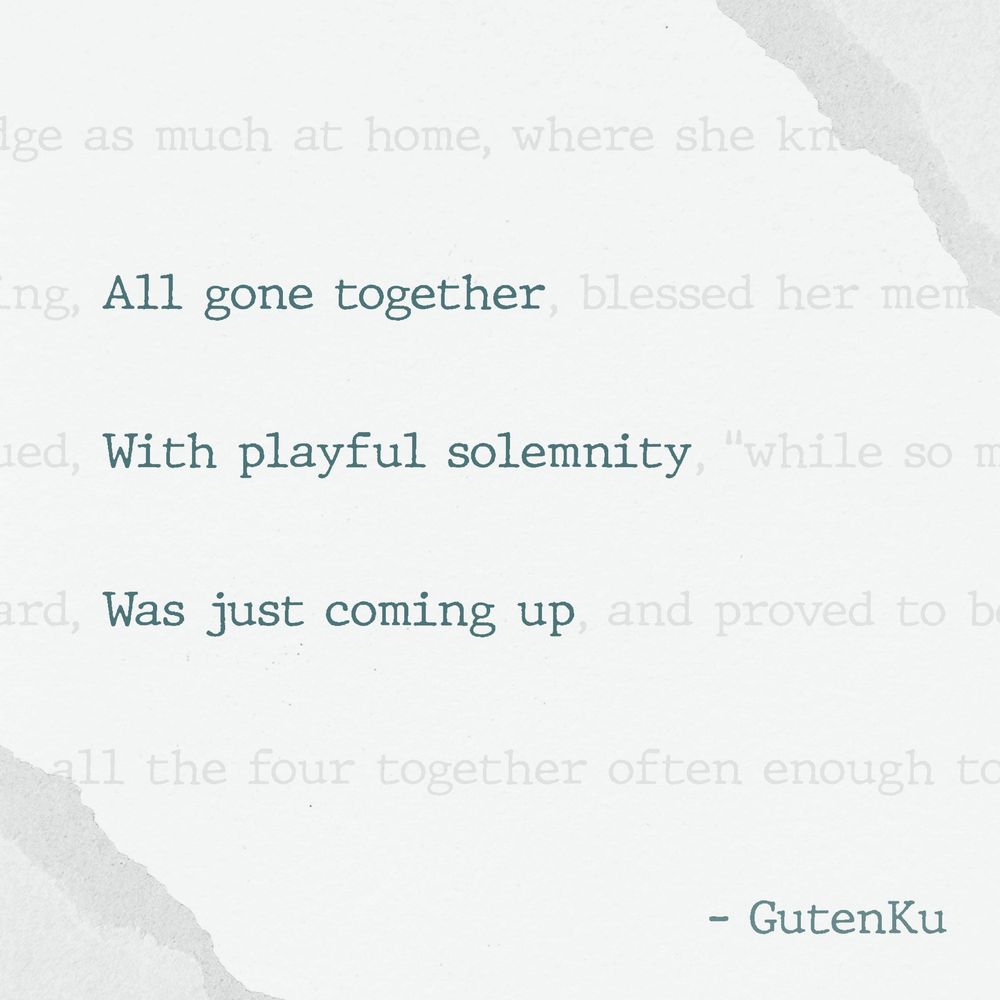 dge as much at home, where she kn
ing, All gone together, blessed her mem
ued, With playful solemnity, "while so m
ard, Was just coming up, and proved to be
all the four together often enough to
- GutenKu